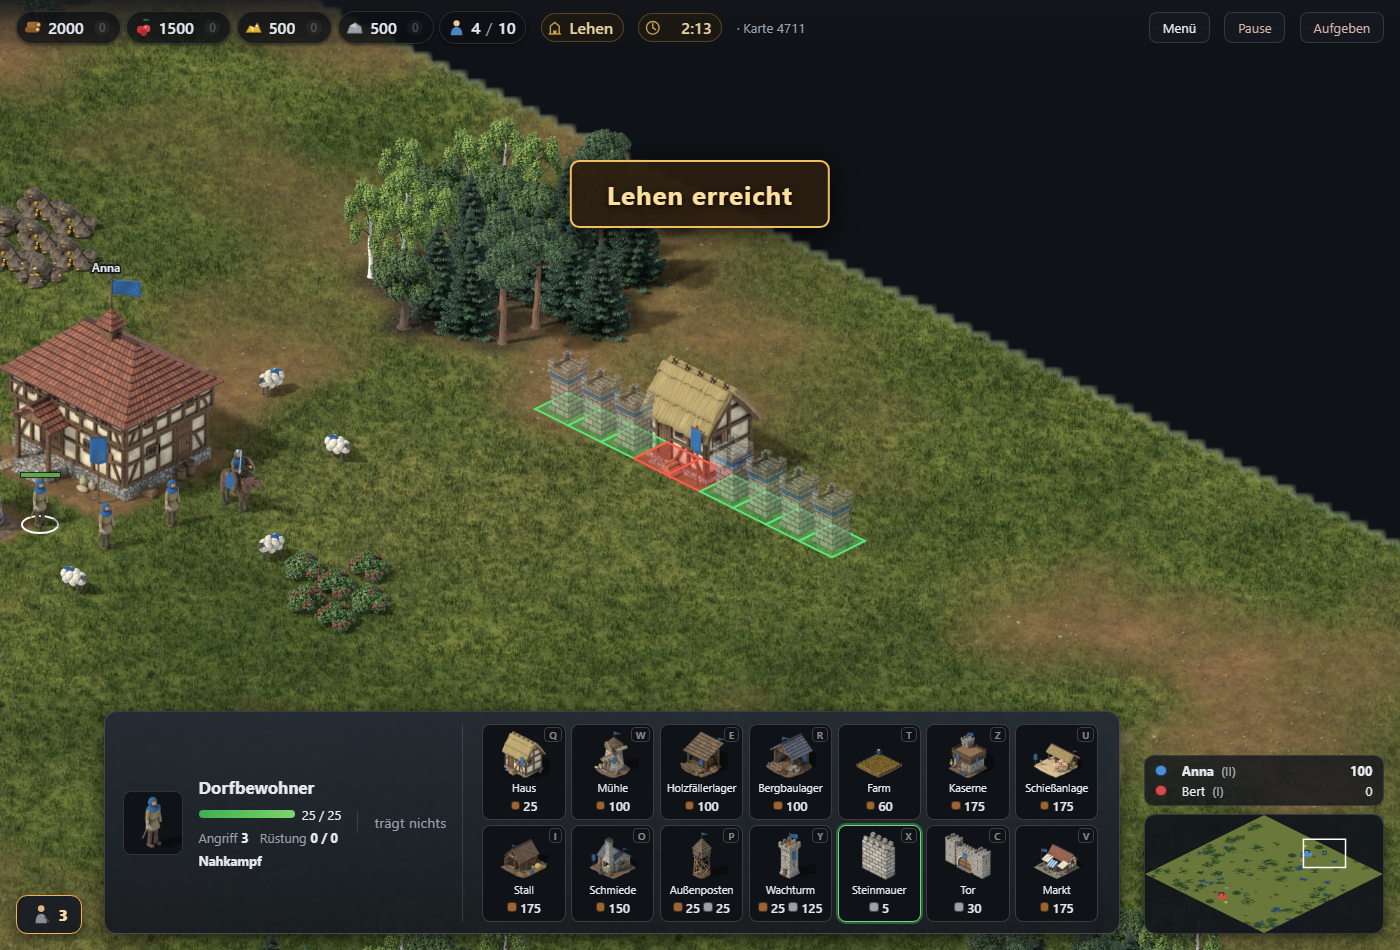 2000 0 1500 0 500 0 500 0 4 / 10 Lehen 2:13 · Karte 4711 Menü Pause Aufgeben
Lehen erreicht
Anna
Dorfbewohner
25 / 25
Angriff 3 Rüstung 0 / 0
Nahkampf
trägt nichts
Q W E R T Z U
Haus Mühle Holzfällerlager Bergbaulager Farm Kaserne Schießanlage
25 100 100 100 60 175 175
I O P Y X C V
Stall Schmiede Außenposten Wachturm Steinmauer Tor Markt
175 150 25 25 25 125 5 30 175
Anna (II) 100
Bert (I) 0
3